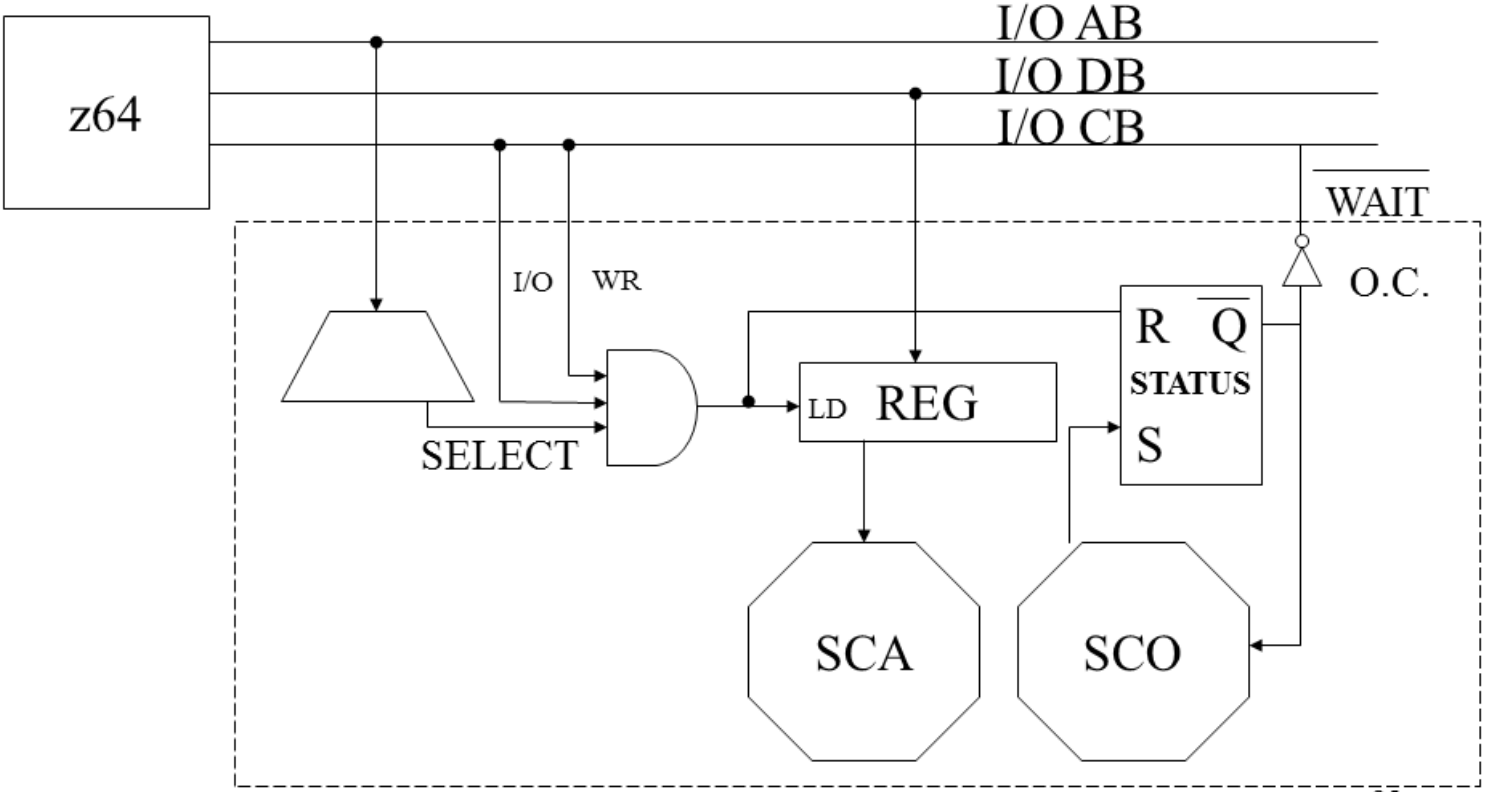 I/O AB
I/O DB
z64
I/O CB
WAIT
I/O
WR
O.C.
R Q
STATUS
LD REG
S
SELECT
SCA
SCO